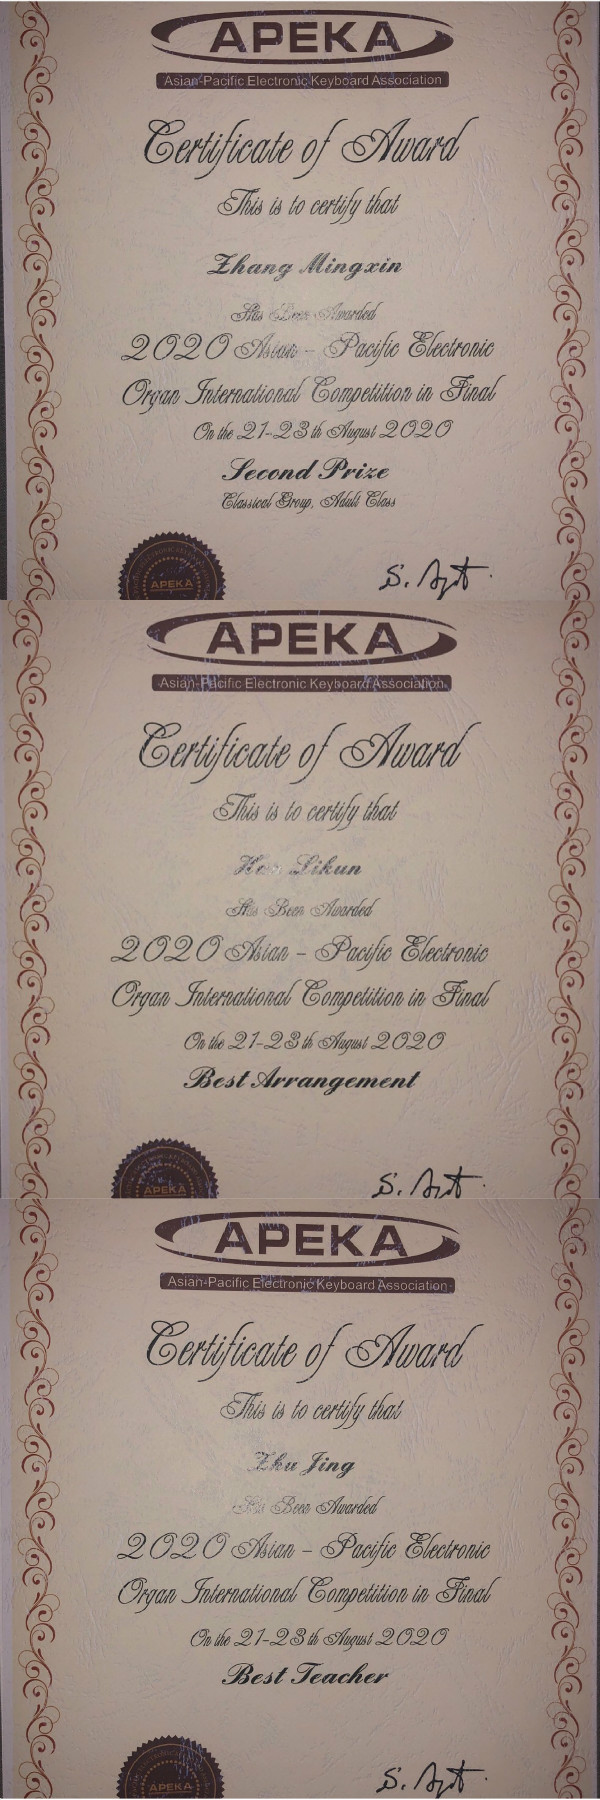 APEKA
Asian-Pacific Electronic Keyboard Association
Certificate of Award
This is to certify that
Zhang Mingxin
Has Been Awarded
2020 Asian - Pacific Electronic
Organ International Competition in Final
On the 21-23 th August 2020
Second Prize
Classical Group, Adult Class
APEKA
APEKA
Asian-Pacific Electronic Keyboard Association
Certificate of Award
This is to certify that
Likun
Has Been Awarded
2020 Asian - Pacific Electronic
Organ International Competition in Final
On the 21-23 th August 2020
Best Arrangement
APEKA
APEKA
Asian-Pacific Electronic Keyboard Association
Certificate of Award
This is to certify that
Zhu Jing
Has Been Awarded
2020 Asian - Pacific Electronic
Organ International Competition in Final
On the 21-23 th August 2020
Best Teacher
APEKA